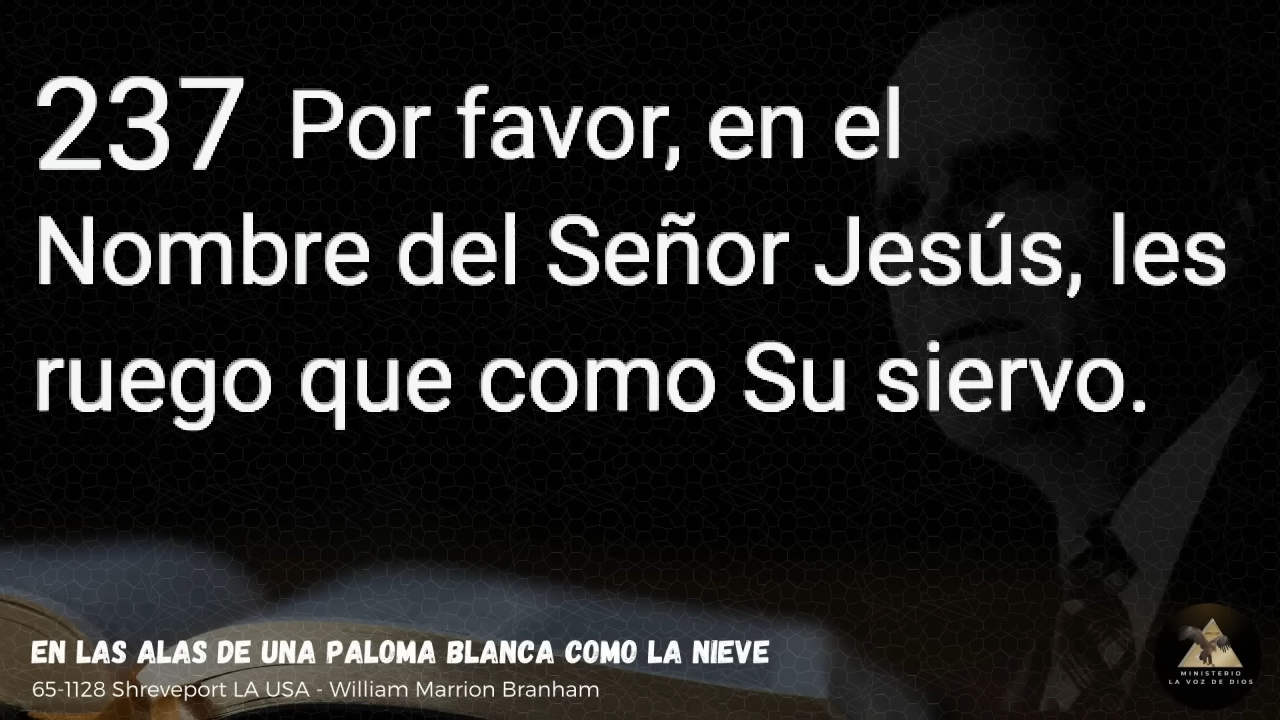 237 Por favor, en el
Nombre del Señor Jesús, les
ruego que como Su siervo.
EN LAS ALAS DE UNA PALOMA BLANCA COMO LA NIEVE
65-1128 Shreveport LA USA - William Marrion Branham
MINISTERIO
LA VOZ DE DIOS